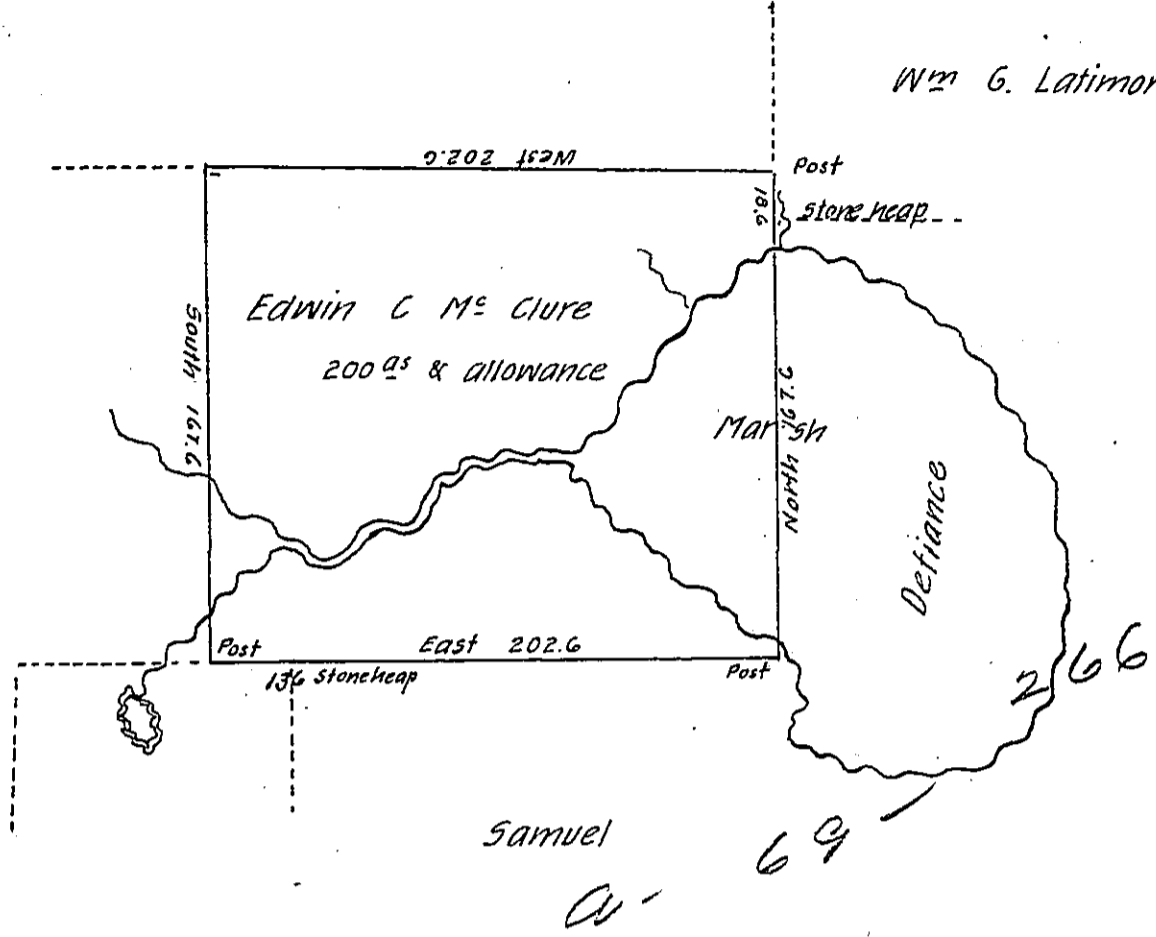 Wm G. Latimor
West 202.6
Post
18.6
stone heap
Edwin C Mc Clure
200 as & allowance
South 167.6
Marsh
North 167.6
Defiance
Post
East 202.6
Post
136 Stoneheap
266
Samuel
69
a-